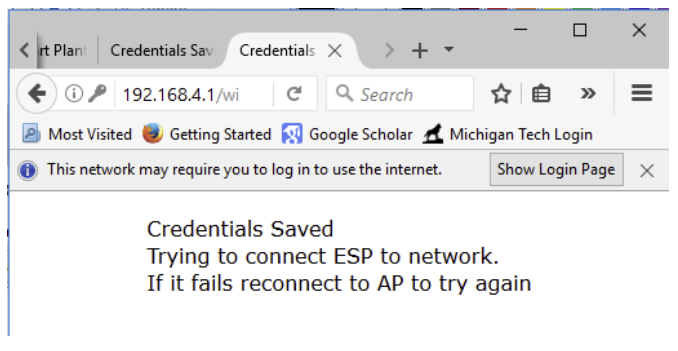 rt Plant Credentials Sav Credentials
192.168.4.1/wi Search
Most Visited Getting Started Google Scholar Michigan Tech Login
This network may require you to log in to use the internet. Show Login Page
Credentials Saved
Trying to connect ESP to network.
If it fails reconnect to AP to try again